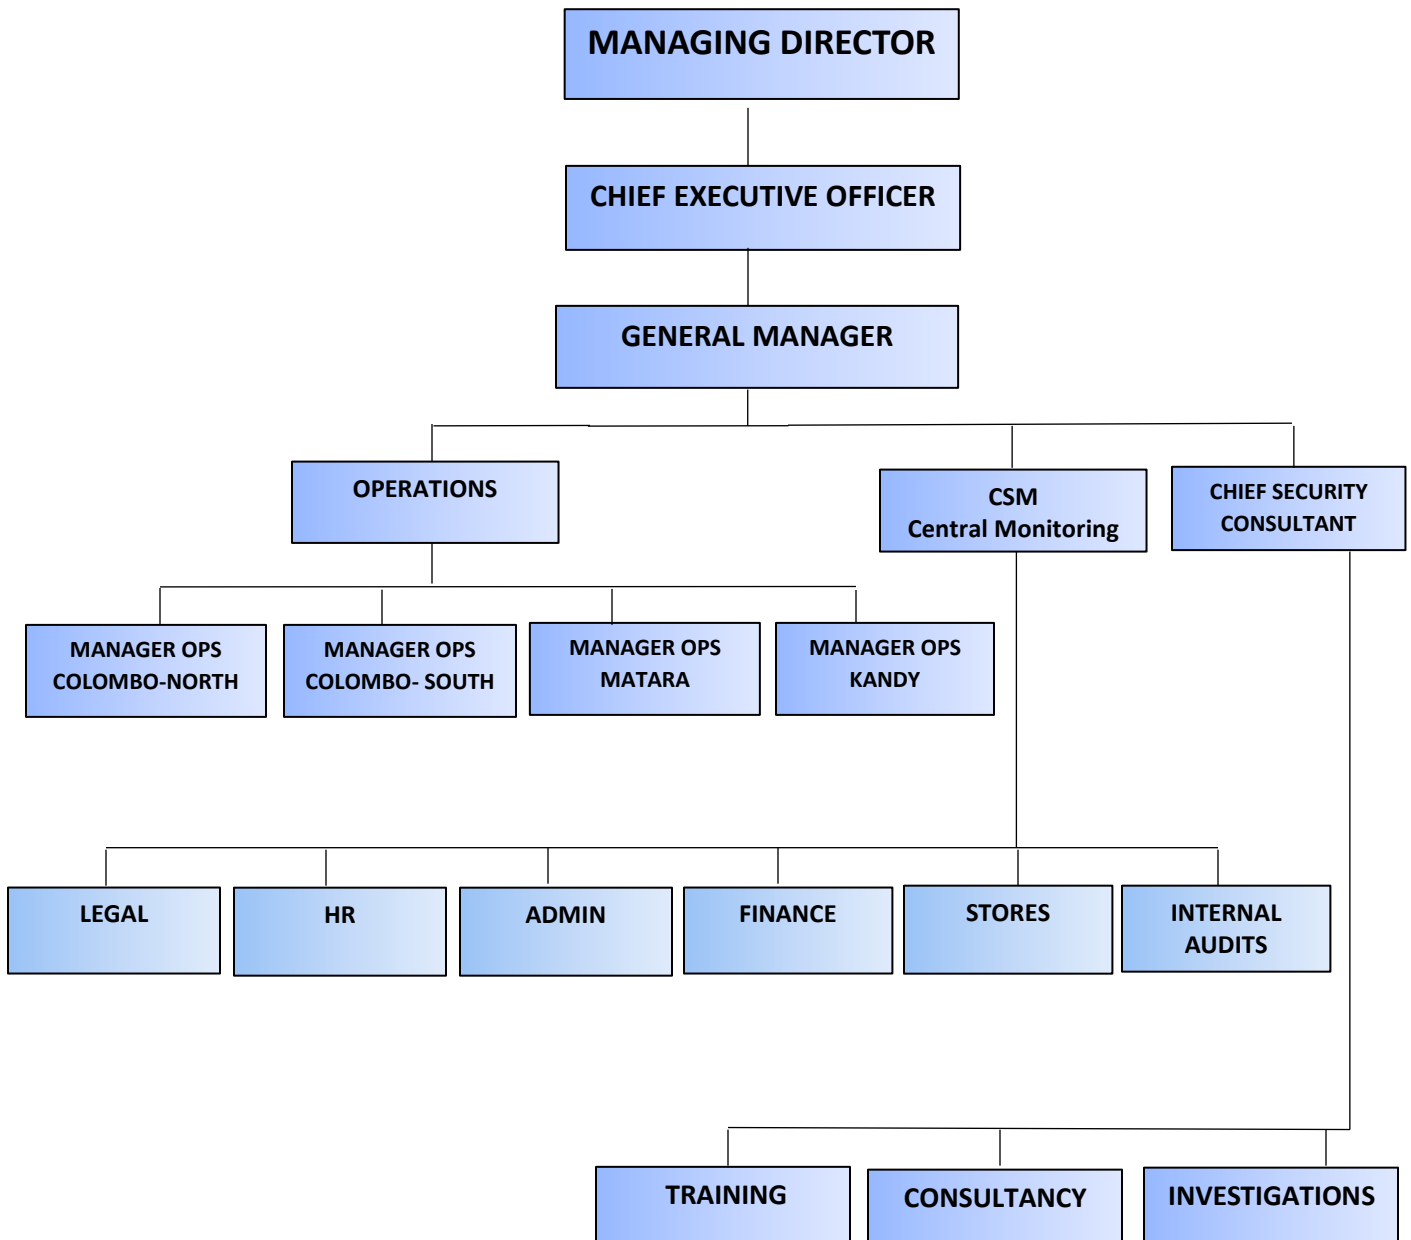 MANAGING DIRECTOR
CHIEF EXECUTIVE OFFICER
GENERAL MANAGER
OPERATIONS
CSM
Central Monitoring
CHIEF SECURITY
CONSULTANT
MANAGER OPS
COLOMBO-NORTH
MANAGER OPS
COLOMBO- SOUTH
MANAGER OPS
MATARA
MANAGER OPS
KANDY
LEGAL
HR
ADMIN
FINANCE
STORES
INTERNAL
AUDITS
TRAINING
CONSULTANCY
INVESTIGATIONS